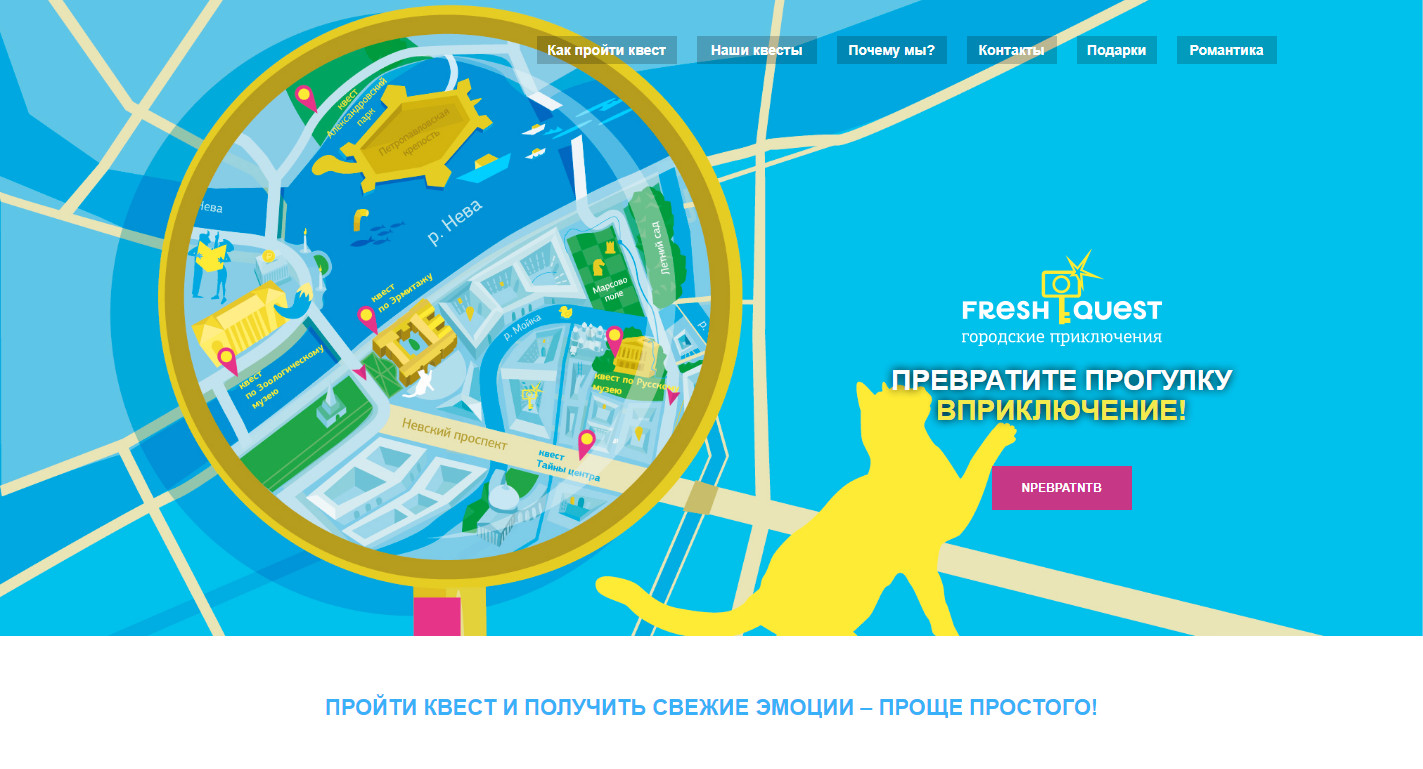 Как пройти квест
Наши квесты
Почему мы?
Контакты
Подарки
Романтика
квест
Александровский
парк
Петропавловская
крепость
Нева
р. Нева
Летний сад
Марсово
поле
квест
по Эрмитажу
р. Мойка
р.
квест
по Зоологическому
музею
квест по Русскому
музею
Невский проспект
квест
Тайны центра
FRESH QUEST
городские приключения
ПРЕВРАТИТЕ ПРОГУЛКУ
ВПРИКЛЮЧЕНИЕ!
NPEBPATNTB
ПРОЙТИ КВЕСТ И ПОЛУЧИТЬ СВЕЖИЕ ЭМОЦИИ – ПРОЩЕ ПРОСТОГО!